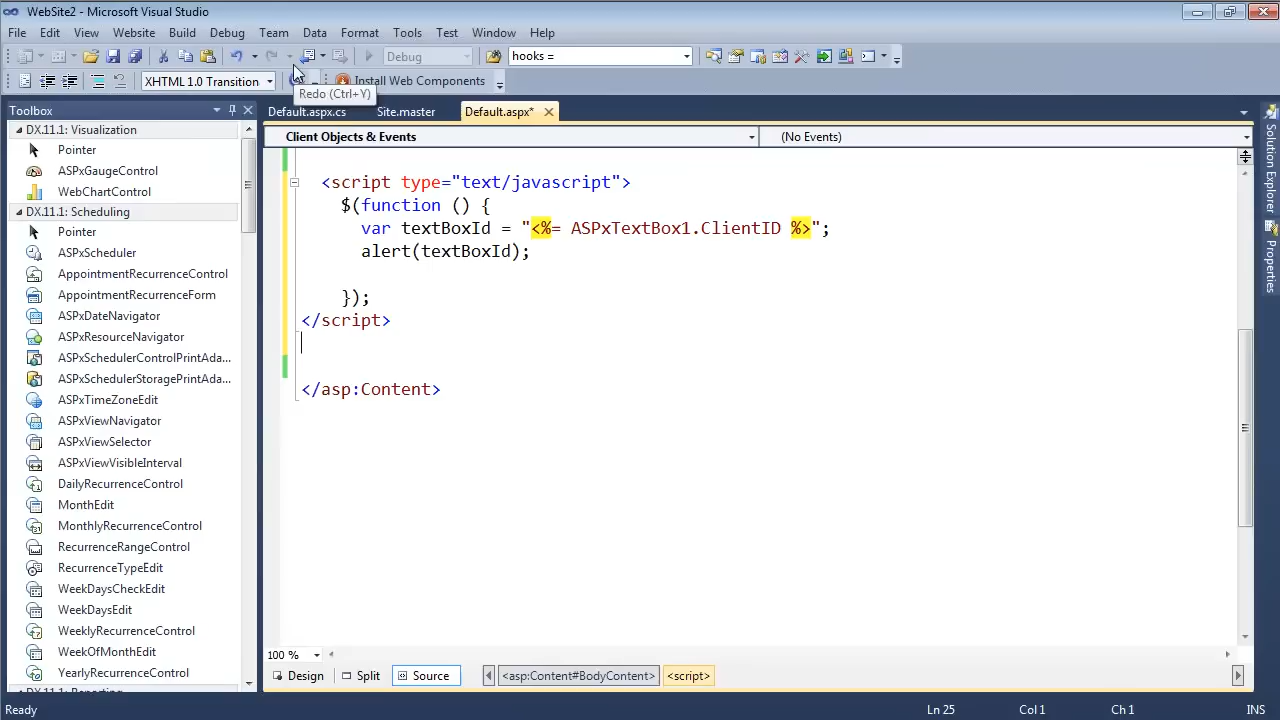 WebSite2 - Microsoft Visual Studio
File Edit View Website Build Debug Team Data Format Tools Test Window Help
Debug
hooks =
XHTML 1.0 Transition
Install Web Components
Redo (Ctrl+Y)
Toolbox
Default.aspx.cs
Site.master
Default.aspx*
DX.11.1: Visualization
Client Objects & Events
(No Events)
Pointer
ASPxGaugeControl
WebChartControl
DX.11.1: Scheduling
Pointer
ASPxScheduler
AppointmentRecurrenceControl
AppointmentRecurrenceForm
ASPxDateNavigator
ASPxResourceNavigator
ASPxSchedulerControlPrintAda...
ASPxSchedulerStoragePrintAda...
ASPxTimeZoneEdit
ASPxViewNavigator
ASPxViewSelector
ASPxViewVisibleInterval
DailyRecurrenceControl
MonthEdit
MonthlyRecurrenceControl
RecurrenceRangeControl
RecurrenceTypeEdit
WeekDaysCheckEdit
WeekDaysEdit
WeeklyRecurrenceControl
WeekOfMonthEdit
YearlyRecurrenceControl
<script type="text/javascript">
$(function () {
var textBoxId = "<%= ASPxTextBox1.ClientID %>";
alert(textBoxId);
});
</script>
</asp:Content>
Solution Explorer
Properties
100 %
Design
Split
Source
<asp:Content#BodyContent>
<script>
Ready
Ln 25
Col 1
Ch 1
INS